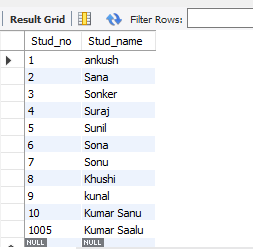 Result Grid Filter Rows:
Stud_no Stud_name
1 ankush
2 Sana
3 Sonker
4 Suraj
5 Sunil
6 Sona
7 Sonu
8 Khushi
9 kunal
10 Kumar Sanu
1005 Kumar Saalu
NULL NULL